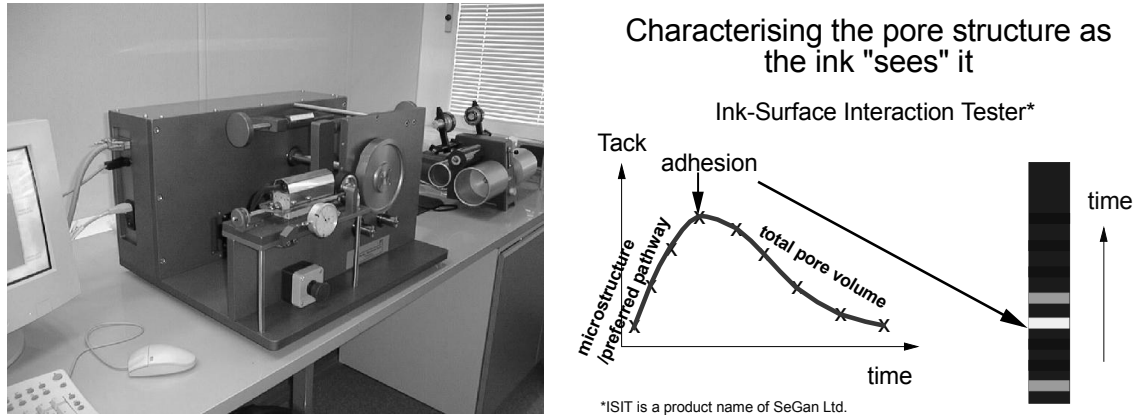 Characterising the pore structure as
the ink "sees" it
Ink-Surface Interaction Tester*
Tack
adhesion
time
microstructure
/preferred pathway
total pore volume
time
*ISIT is a product name of SeGan Ltd.